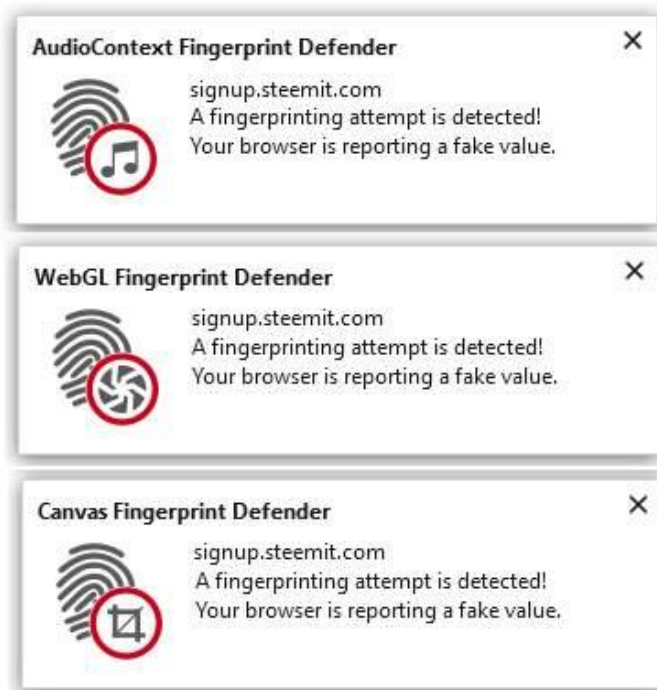 AudioContext Fingerprint Defender
signup.steemit.com
A fingerprinting attempt is detected!
Your browser is reporting a fake value.
WebGL Fingerprint Defender
signup.steemit.com
A fingerprinting attempt is detected!
Your browser is reporting a fake value.
Canvas Fingerprint Defender
signup.steemit.com
A fingerprinting attempt is detected!
Your browser is reporting a fake value.